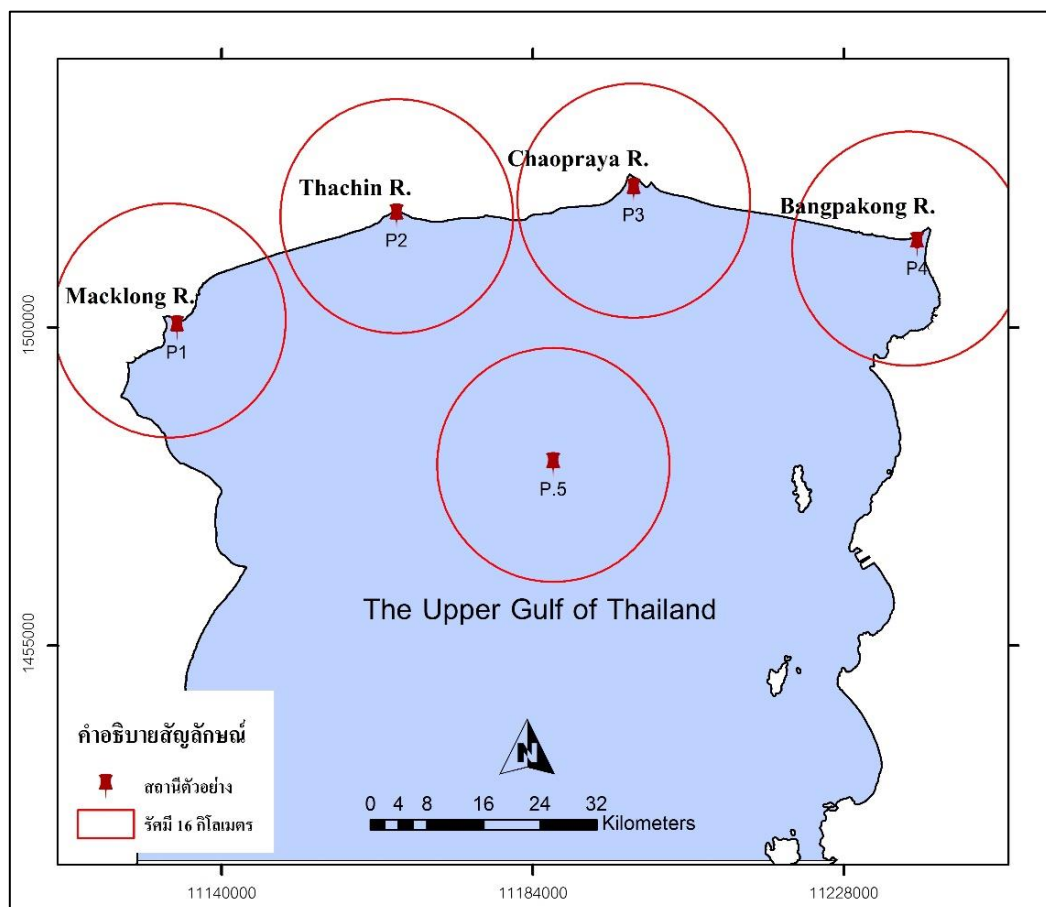 Chaopraya R.
Thachin R.
P3
Bangpakong R.
P2
P4
Macklong R.
P1
1500000
P.5
The Upper Gulf of Thailand
1455000
คำอธิบายสัญลักษณ์
สถานีตัวอย่าง
รัศมี 16 กิโลเมตร
N
0 4 8 16 24 32
Kilometers
11140000 11184000 11228000